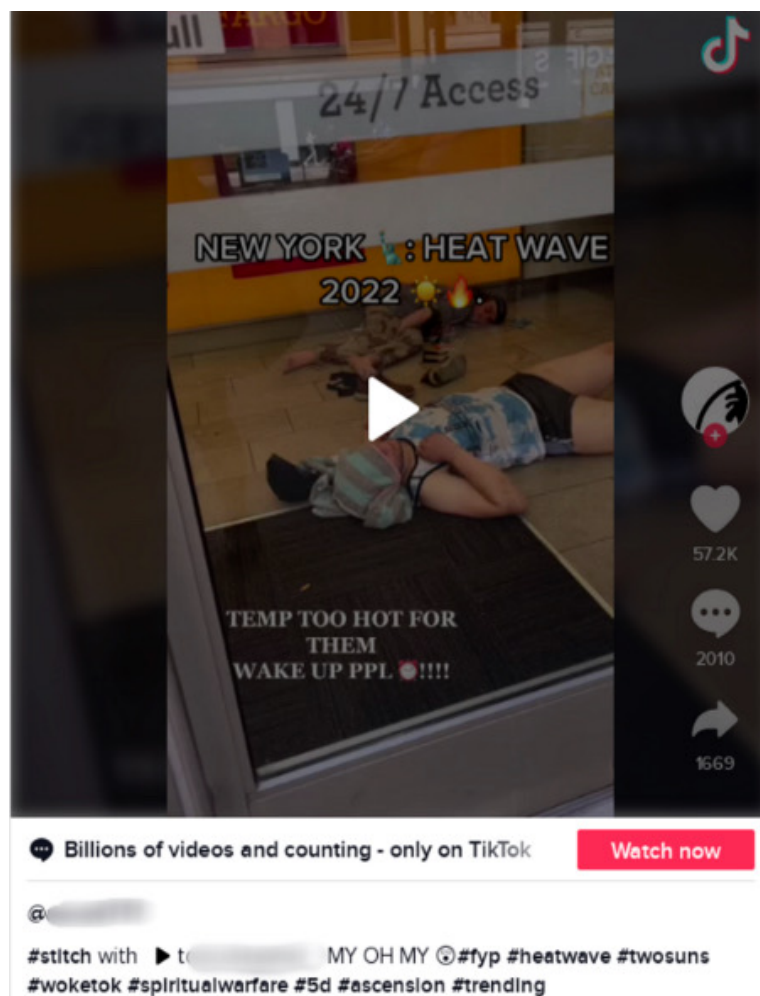 ull
FARGO
24/7 Access
NEW YORK 🗽: HEAT WAVE
2022 ☀️🔥.
TEMP TOO HOT FOR
THEM
WAKE UP PPL ⏰!!!!
57.2K
2010
1669
Billions of videos and counting - only on TikTok
Watch now
@
#stitch with ▶ t
MY OH MY 😲#fyp #heatwave #twosuns
#woketok #spiritualwarfare #5d #ascension #trending